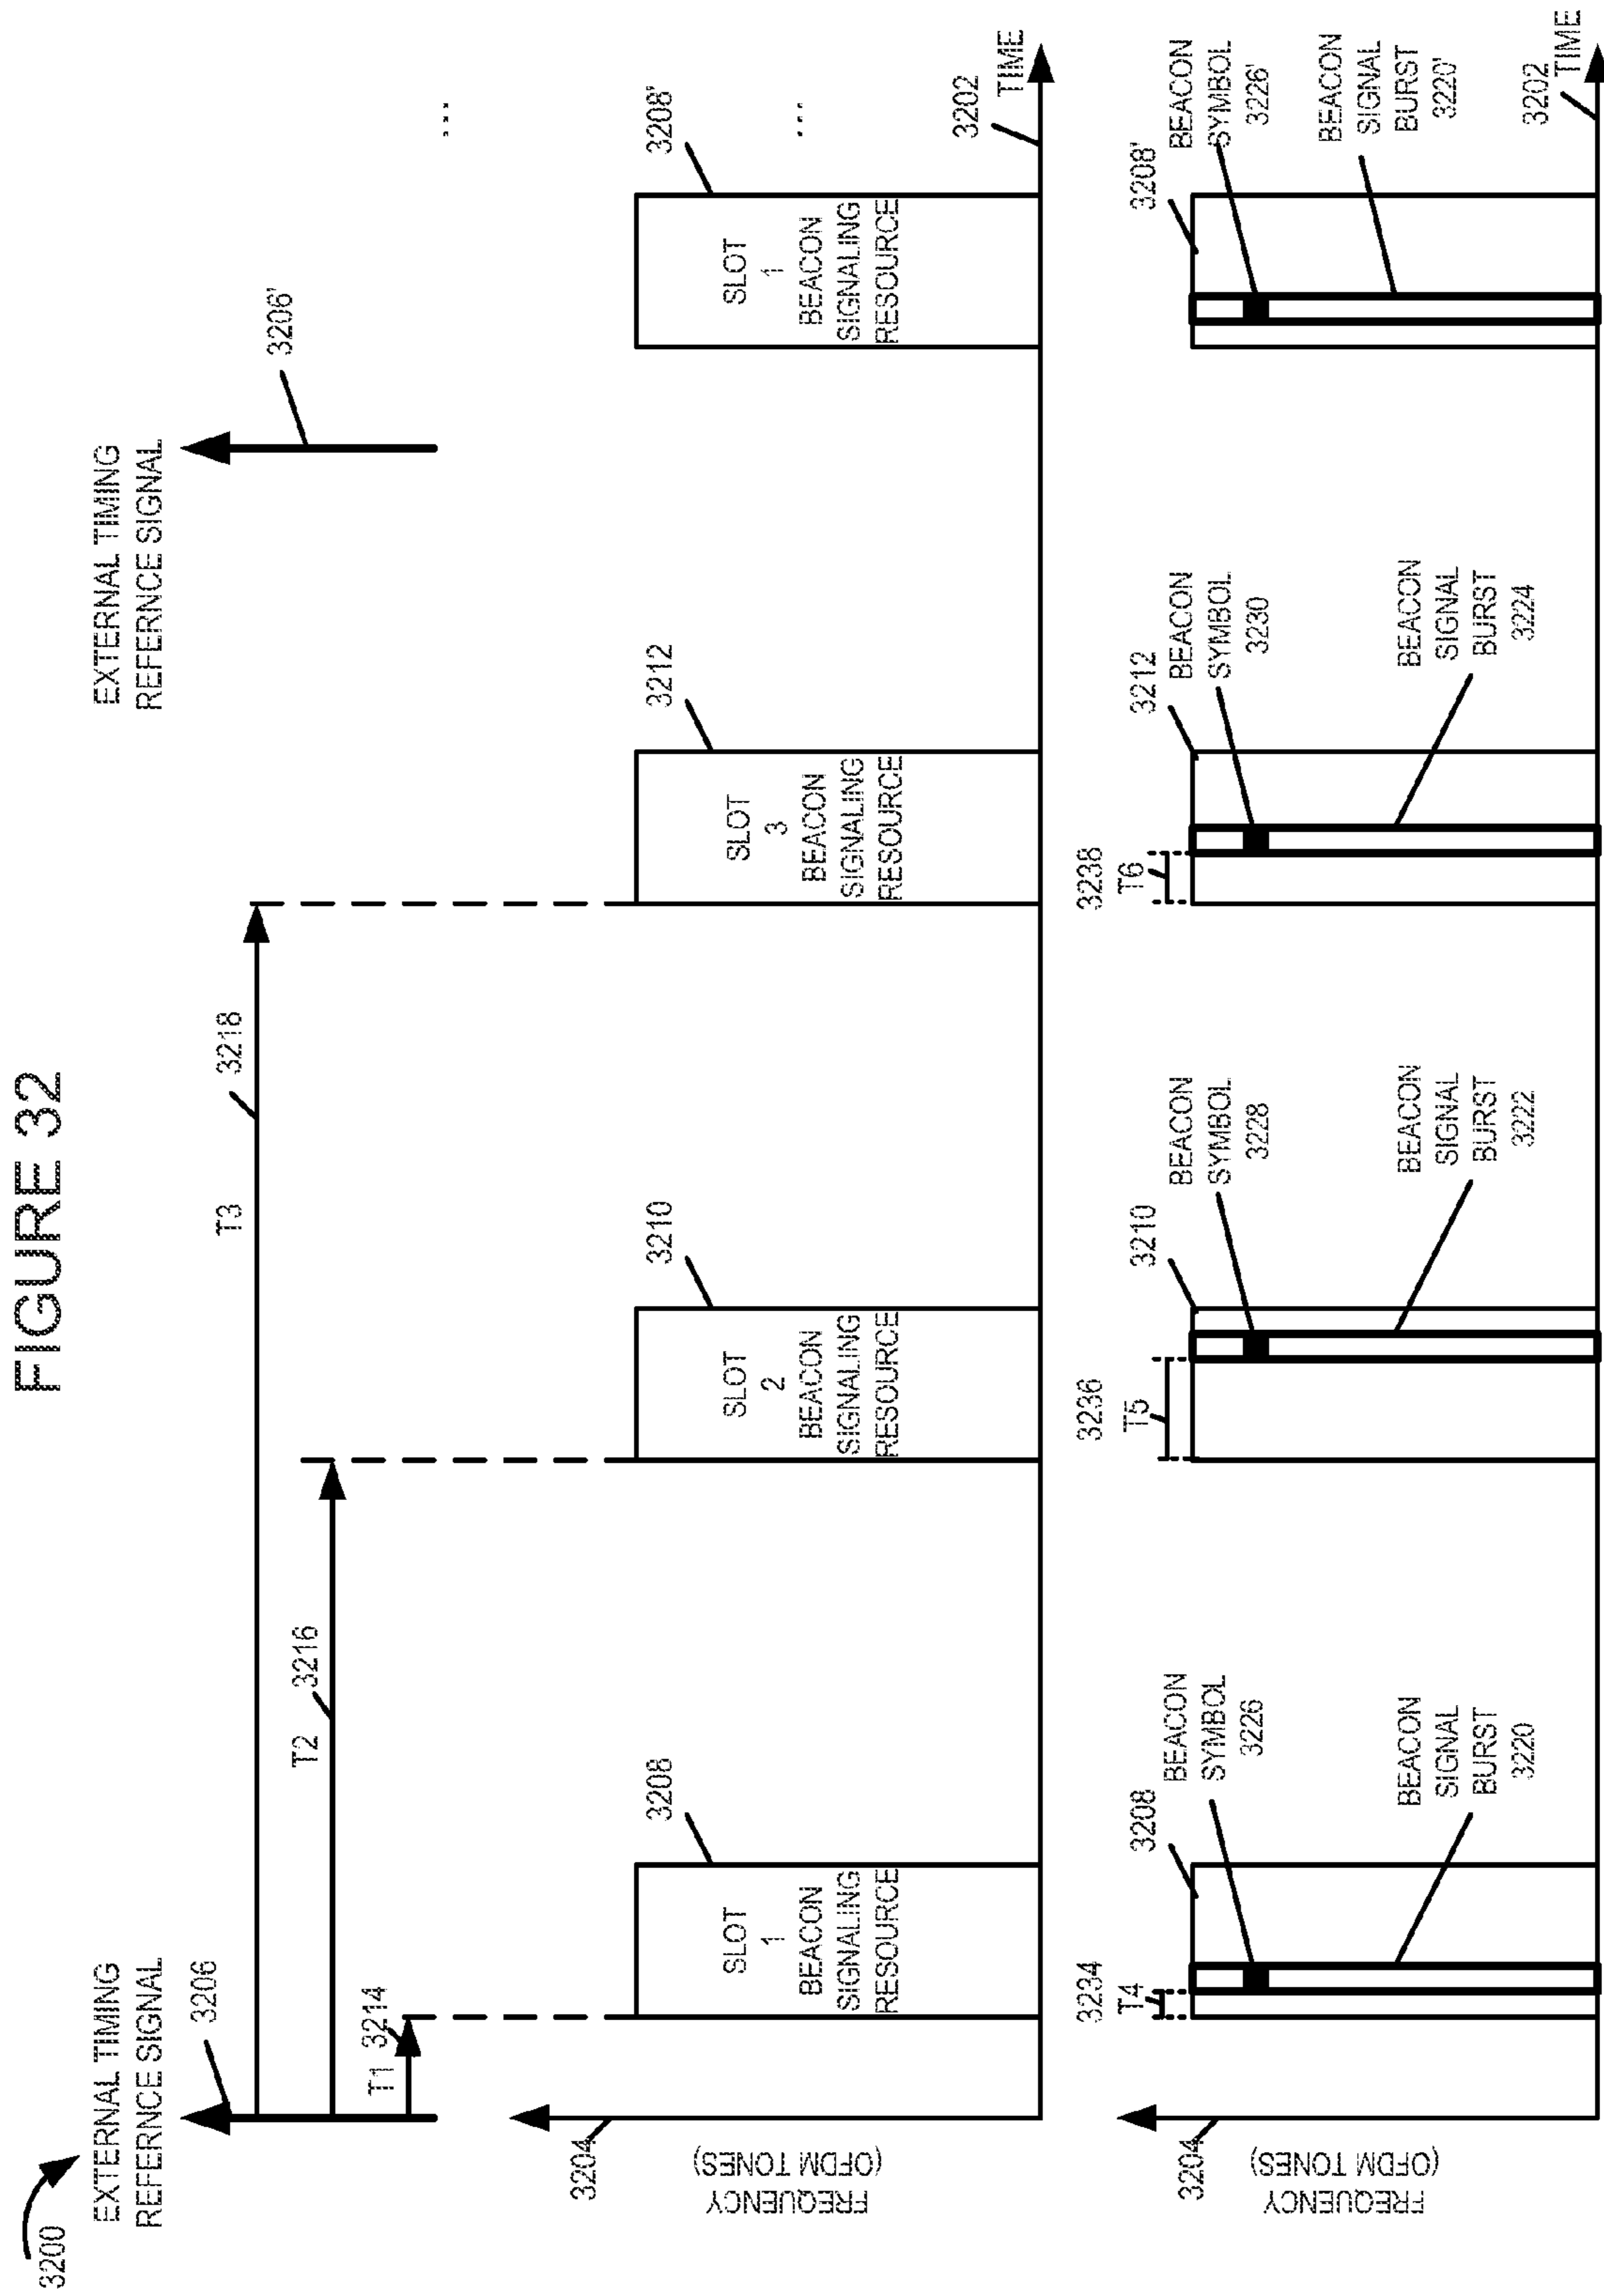 FIGURE 32
3200
EXTERNAL TIMING
REFERNCE SIGNAL
3206
EXTERNAL TIMING
REFERENCE SIGNAL
3206'
T3
3218
T2
3216
T1
3214
...
3204
FREQUENCY
(OFDM TONES)
SLOT
1
BEACON
SIGNALING
RESOURCE
3208
SLOT
2
BEACON
SIGNALING
RESOURCE
3210
SLOT
3
BEACON
SIGNALING
RESOURCE
3212
SLOT
1
BEACON
SIGNALING
RESOURCE
3208'
...
3202
TIME
3204
FREQUENCY
(OFDM TONES)
3234
T4
3208
BEACON
SYMBOL
3226
BEACON
SIGNAL
BURST
3220
3236
T5
3210
BEACON
SYMBOL
3228
BEACON
SIGNAL
BURST
3222
3238
T6
3212
BEACON
SYMBOL
3230
BEACON
SIGNAL
BURST
3224
3208'
BEACON
SYMBOL
3226'
BEACON
SIGNAL
BURST
3220'
3202
TIME